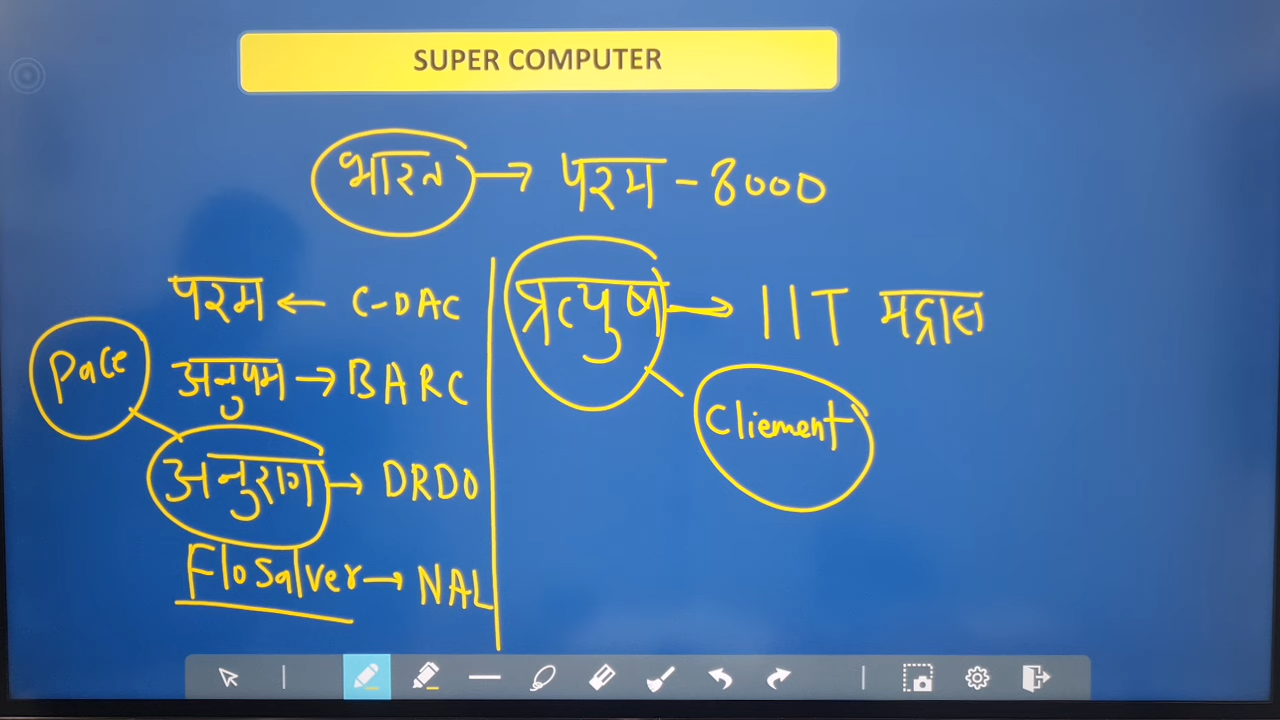 SUPER COMPUTER
भारत → परम - 8000
परम ← C-DAC
Pace
अनुपम → BARC
अनुराग → DRDO
FloSalver → NAL
प्रत्युष → IIT मद्रास
Cliement